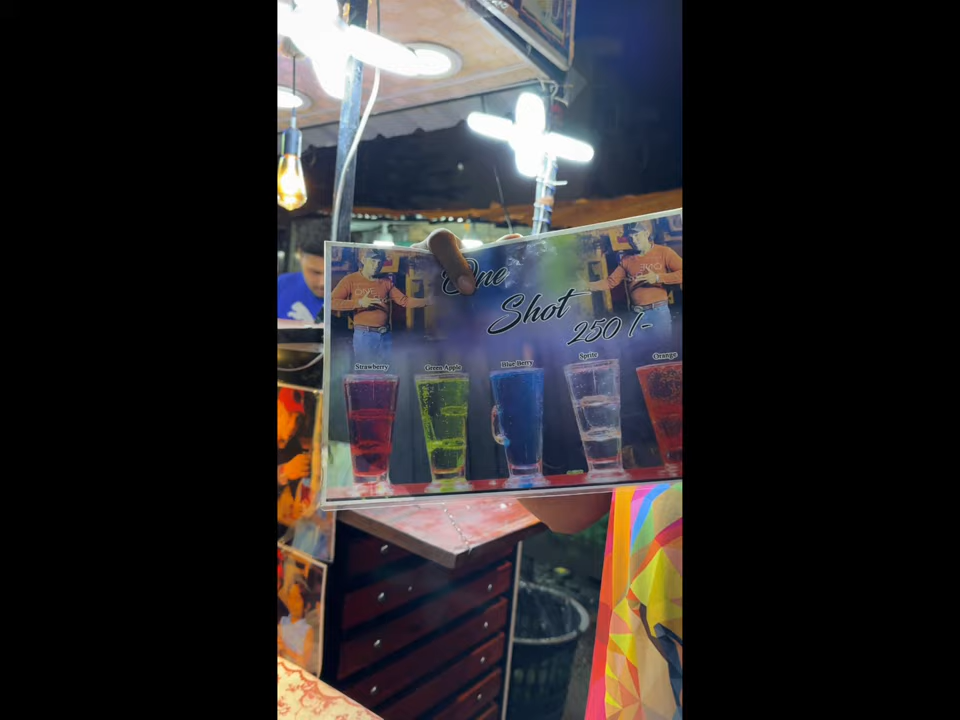 One
Shot
250 /-
Strawberry
Green Apple
Blue Berry
Sprite
Orange